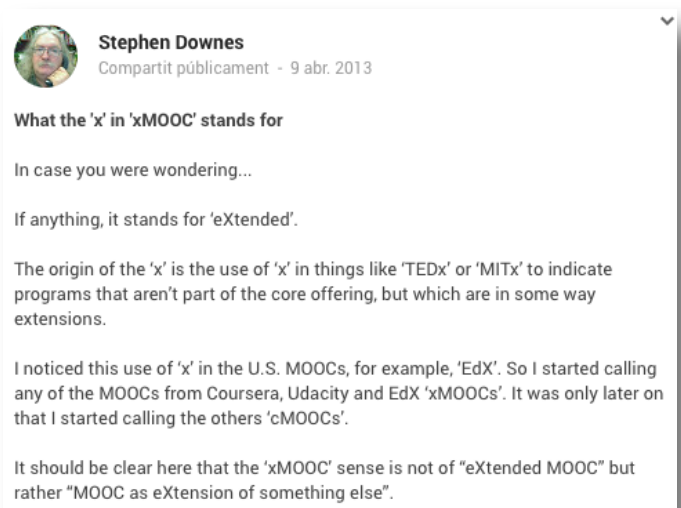 Stephen Downes
Compartit públicament - 9 abr. 2013
What the 'x' in 'xMOOC' stands for
In case you were wondering...
If anything, it stands for ‘eXtended’.
The origin of the ‘x’ is the use of ‘x’ in things like ‘TEDx’ or ‘MITx’ to indicate
programs that aren’t part of the core offering, but which are in some way
extensions.
I noticed this use of ‘x’ in the U.S. MOOCs, for example, ‘EdX’. So I started calling
any of the MOOCs from Coursera, Udacity and EdX ‘xMOOCs’. It was only later on
that I started calling the others ‘cMOOCs’.
It should be clear here that the ‘xMOOC’ sense is not of “eXtended MOOC” but
rather “MOOC as eXtension of something else”.